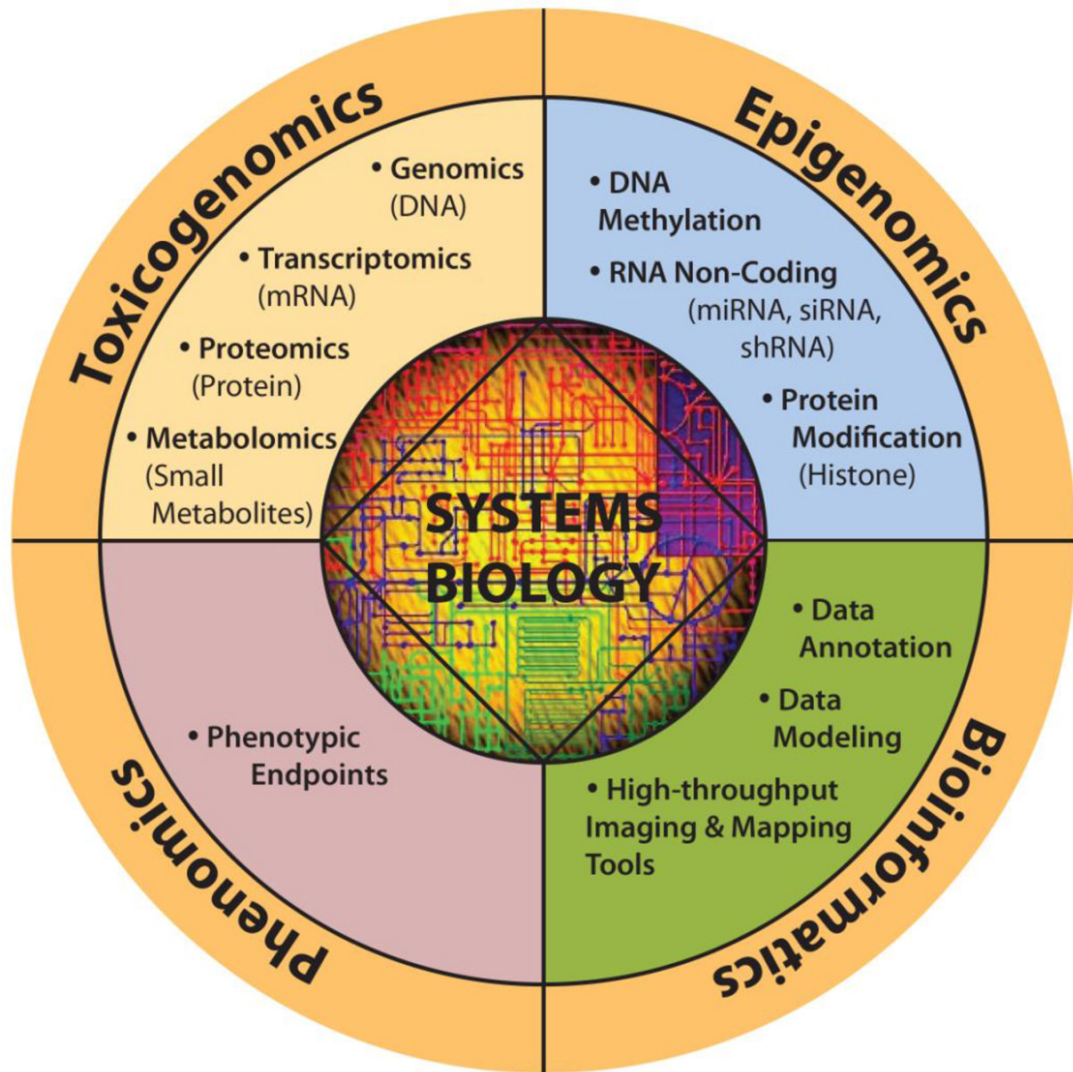 Toxicogenomics
• Genomics
(DNA)
• Transcriptomics
(mRNA)
• Proteomics
(Protein)
• Metabolomics
(Small
Metabolites)
Epigenomics
• DNA
Methylation
• RNA Non-Coding
(miRNA, siRNA,
shRNA)
• Protein
Modification
(Histone)
SYSTEMS
BIOLOGY
Phenomics
• Phenotypic
Endpoints
Bioinformatics
• Data
Annotation
• Data
Modeling
• High-throughput
Imaging & Mapping
Tools